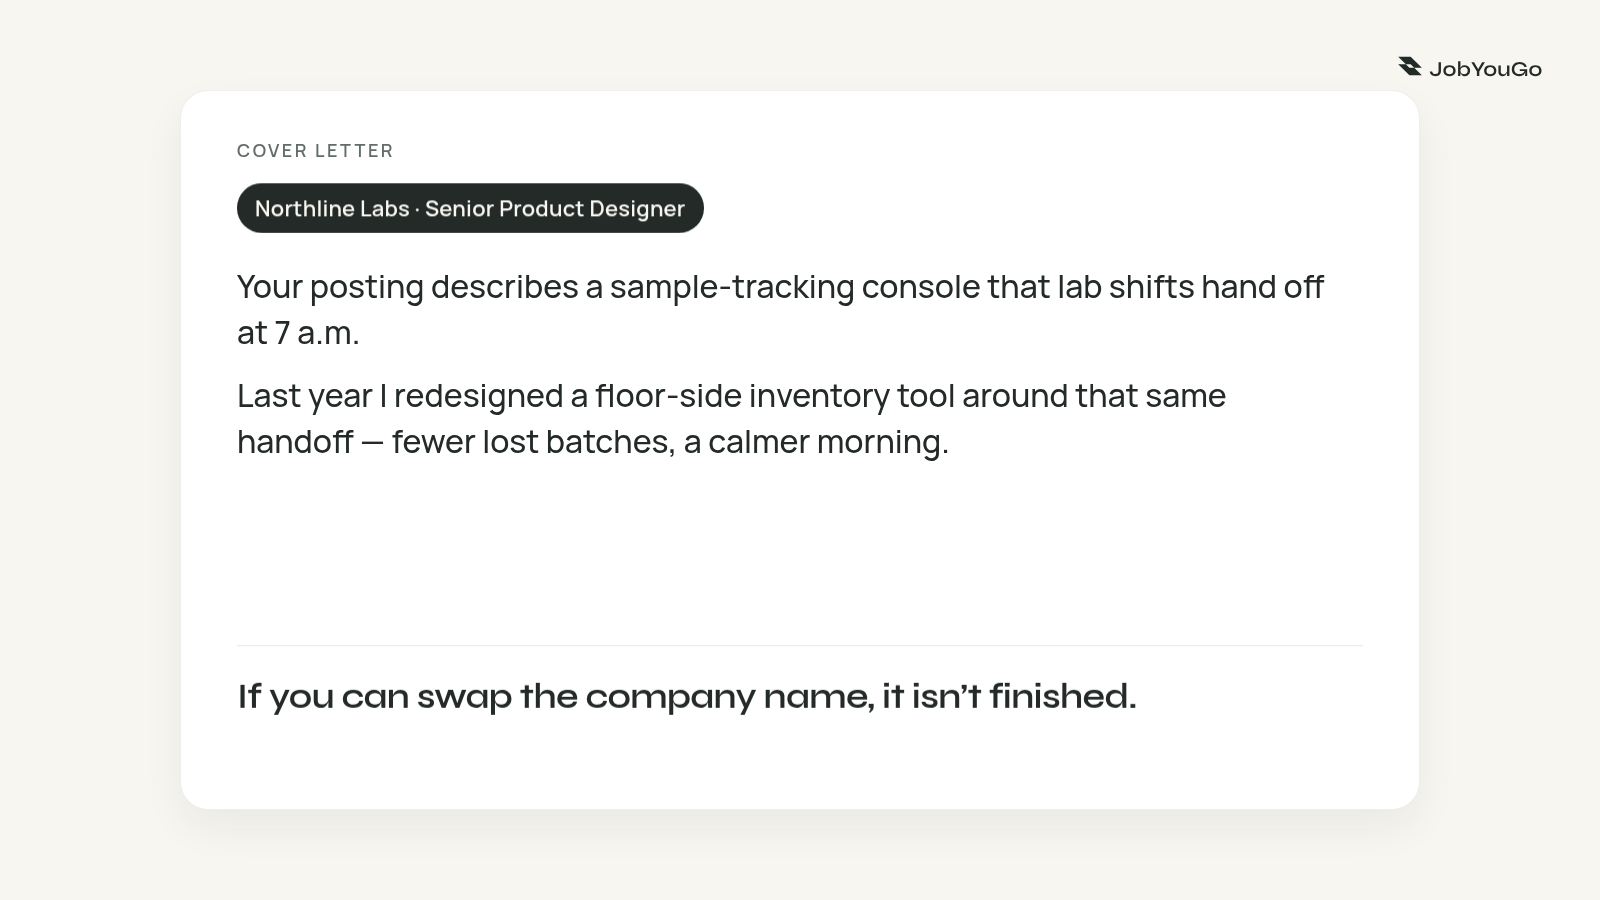 JobYouGo
COVER LETTER
Northline Labs · Senior Product Designer
Your posting describes a sample-tracking console that lab shifts hand off
at 7 a.m.
Last year I redesigned a floor-side inventory tool around that same
handoff — fewer lost batches, a calmer morning.
If you can swap the company name, it isn’t finished.